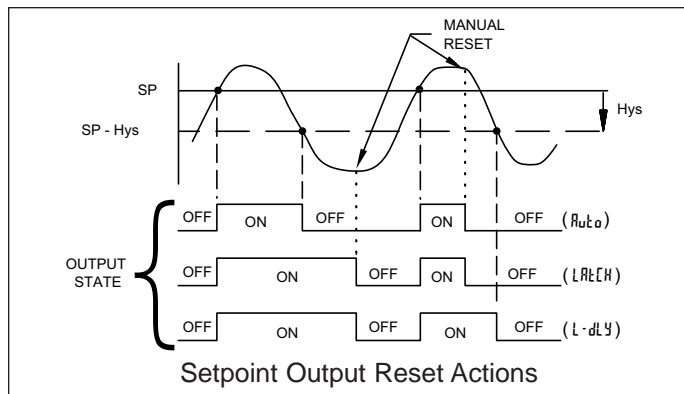 MANUAL
RESET
SP
Hys
SP - Hys
OFF ON OFF ON OFF (Auto)
OUTPUT
STATE
OFF ON OFF ON OFF (LAtCH)
OFF ON OFF ON OFF (L-dLY)
Setpoint Output Reset Actions